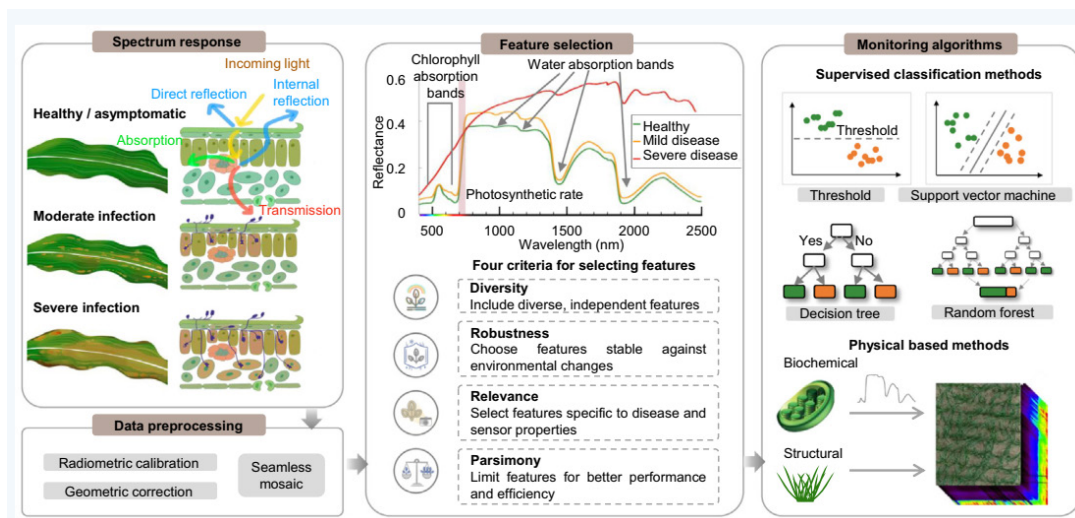 Spectrum response
Incoming light
Direct reflection
Internal
reflection
Healthy / asymptomatic
Absorption
Transmission
Moderate infection
Severe infection
Data preprocessing
Radiometric calibration
Geometric correction
Seamless
mosaic
Feature selection
Chlorophyll
absorption
bands
Water absorption bands
0.6
0.4
0.2
0
Reflectance
Healthy
Mild disease
Severe disease
Photosynthetic rate
500
1000
1500
2000
2500
Wavelength (nm)
Four criteria for selecting features
Diversity
Include diverse, independent features
Robustness
Choose features stable against
environmental changes
Relevance
Select features specific to disease and
sensor properties
Parsimony
Limit features for better performance
and efficiency
Monitoring algorithms
Supervised classification methods
Threshold
Threshold
Support vector machine
Yes
No
Decision tree
Random forest
Physical based methods
Biochemical
Structural